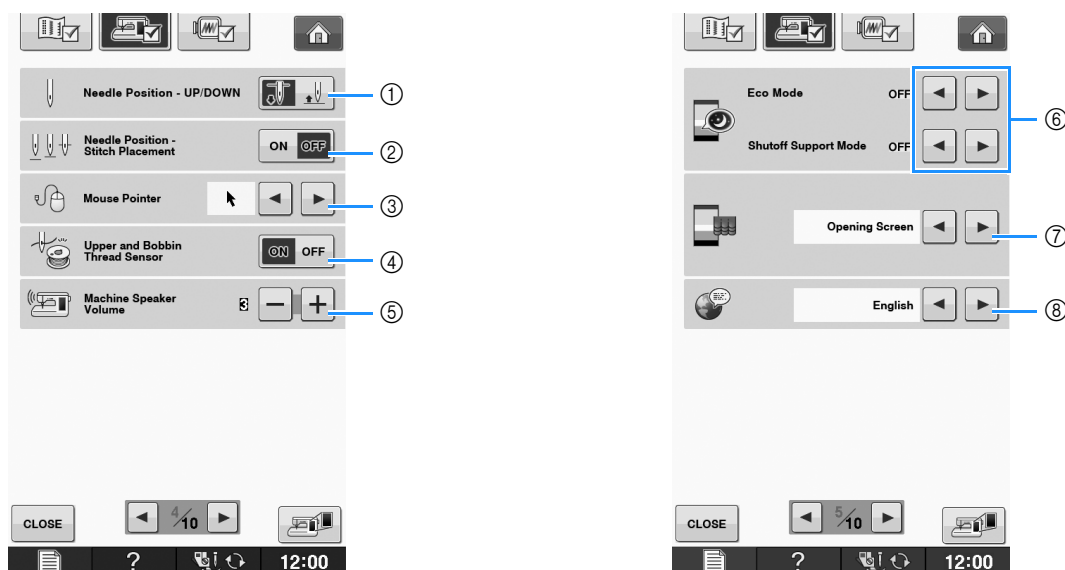 Needle Position - UP/DOWN
①
Needle Position -
Stitch Placement
ON OFF
②
Mouse Pointer
③
Upper and Bobbin
Thread Sensor
ON OFF
④
Machine Speaker
Volume
3
⑤
CLOSE
4/10
?
12:00
Eco Mode OFF
⑥
Shutoff Support Mode OFF
Opening Screen
⑦
English
⑧
CLOSE
5/10
?
12:00